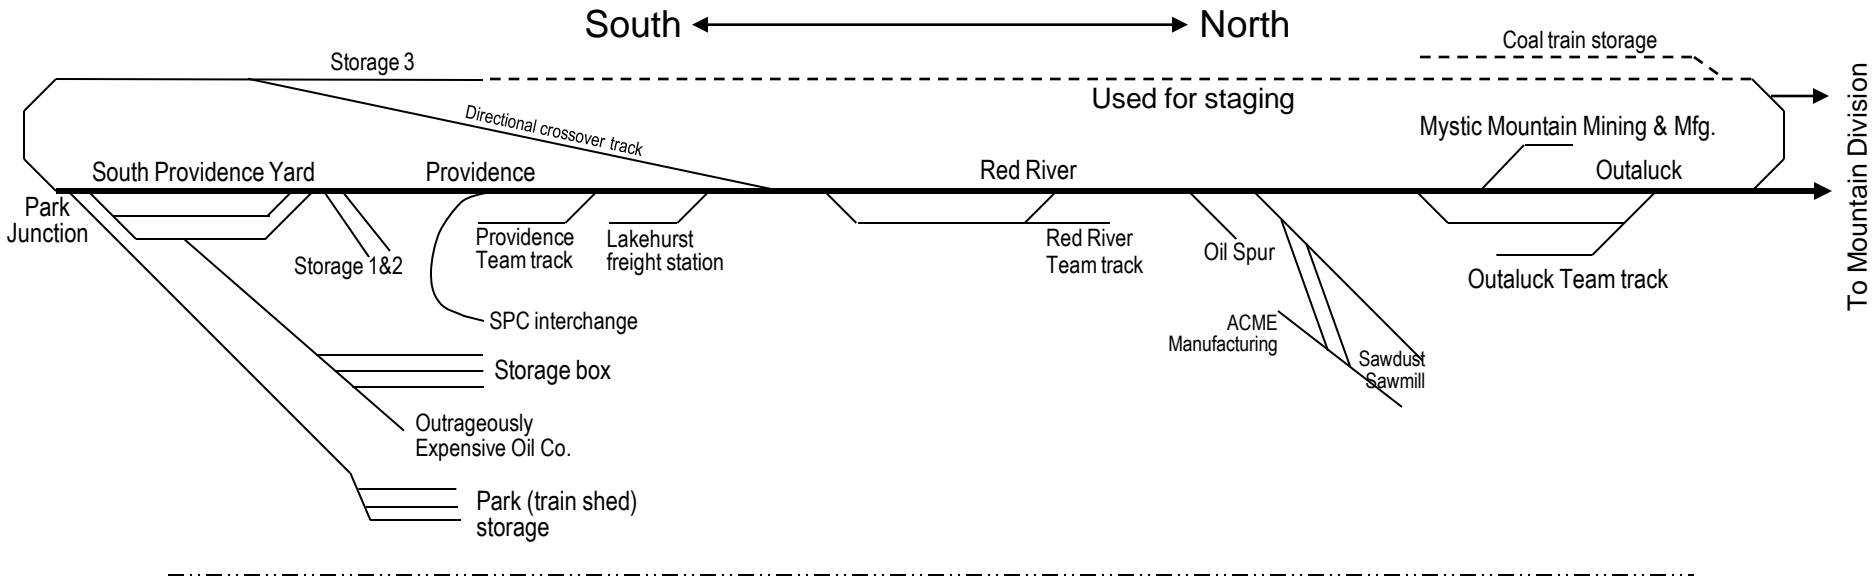 South
North
Coal train storage
Storage 3
Used for staging
Directional crossover track
Mystic Mountain Mining & Mfg.
South Providence Yard
Providence
Red River
Outaluck
To Mountain Division
Park
Junction
Storage 1&2
Providence
Team track
Lakehurst
freight station
Red River
Team track
Oil Spur
Outaluck Team track
SPC interchange
ACME
Manufacturing
Sawdust
Sawmill
Storage box
Outrageously
Expensive Oil Co.
Park (train shed)
storage